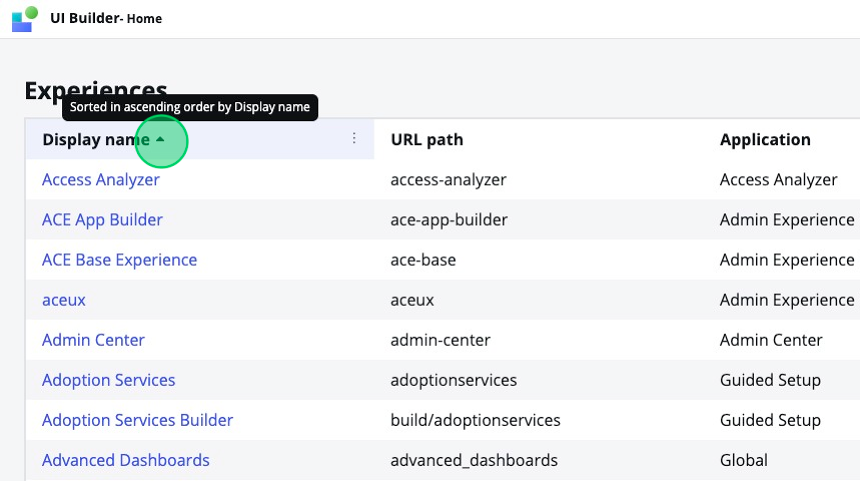 UI Builder- Home
Experiences
Sorted in ascending order by Display name
Display name URL path Application
Access Analyzer access-analyzer Access Analyzer
ACE App Builder ace-app-builder Admin Experience
ACE Base Experience ace-base Admin Experience
aceux aceux Admin Experience
Admin Center admin-center Admin Center
Adoption Services adoptionservices Guided Setup
Adoption Services Builder build/adoptionservices Guided Setup
Advanced Dashboards advanced_dashboards Global